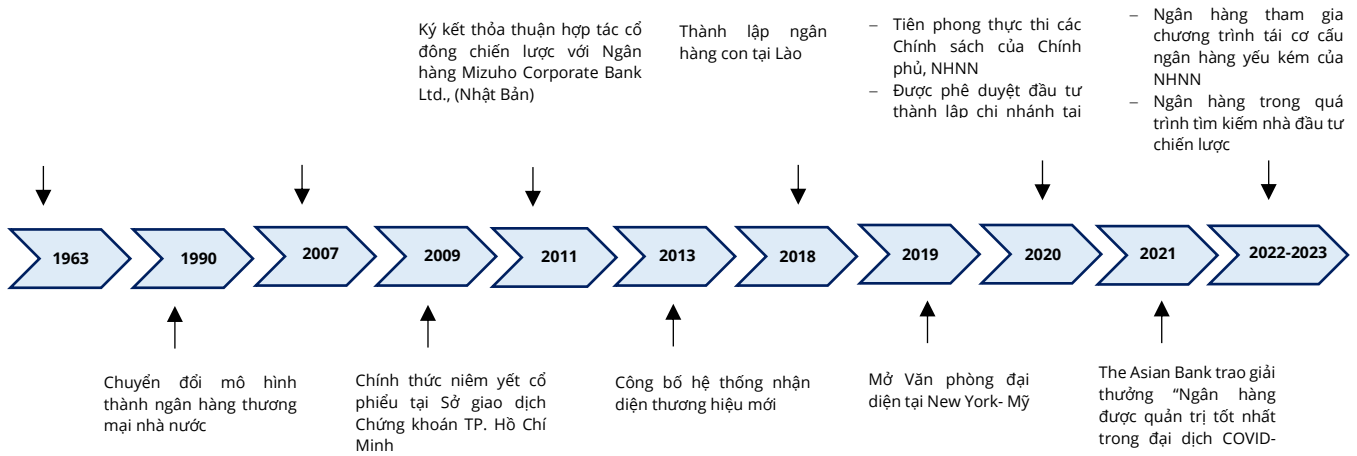 Ký kết thỏa thuận hợp tác cổ
đông chiến lược với Ngân
hàng Mizuho Corporate Bank
Ltd., (Nhật Bản)
Thành lập ngân
hàng con tại Lào
– Tiên phong thực thi các
Chính sách của Chính
phủ, NHNN
– Được phê duyệt đầu tư
thành lập chi nhánh tại
– Ngân hàng tham gia
chương trình tái cơ cấu
ngân hàng yếu kém của
NHNN
– Ngân hàng trong quá
trình tìm kiếm nhà đầu tư
chiến lược
1963
1990
2007
2009
2011
2013
2018
2019
2020
2021
2022-2023
Chuyển đổi mô hình
thành ngân hàng thương
mại nhà nước
Chính thức niêm yết cổ
phiếu tại Sở giao dịch
Chứng khoán TP. Hồ Chí
Minh
Công bố hệ thống nhận
diện thương hiệu mới
Mở Văn phòng đại
diện tại New York- Mỹ
The Asian Bank trao giải
thưởng “Ngân hàng
được quản trị tốt nhất
trong đại dịch COVID-